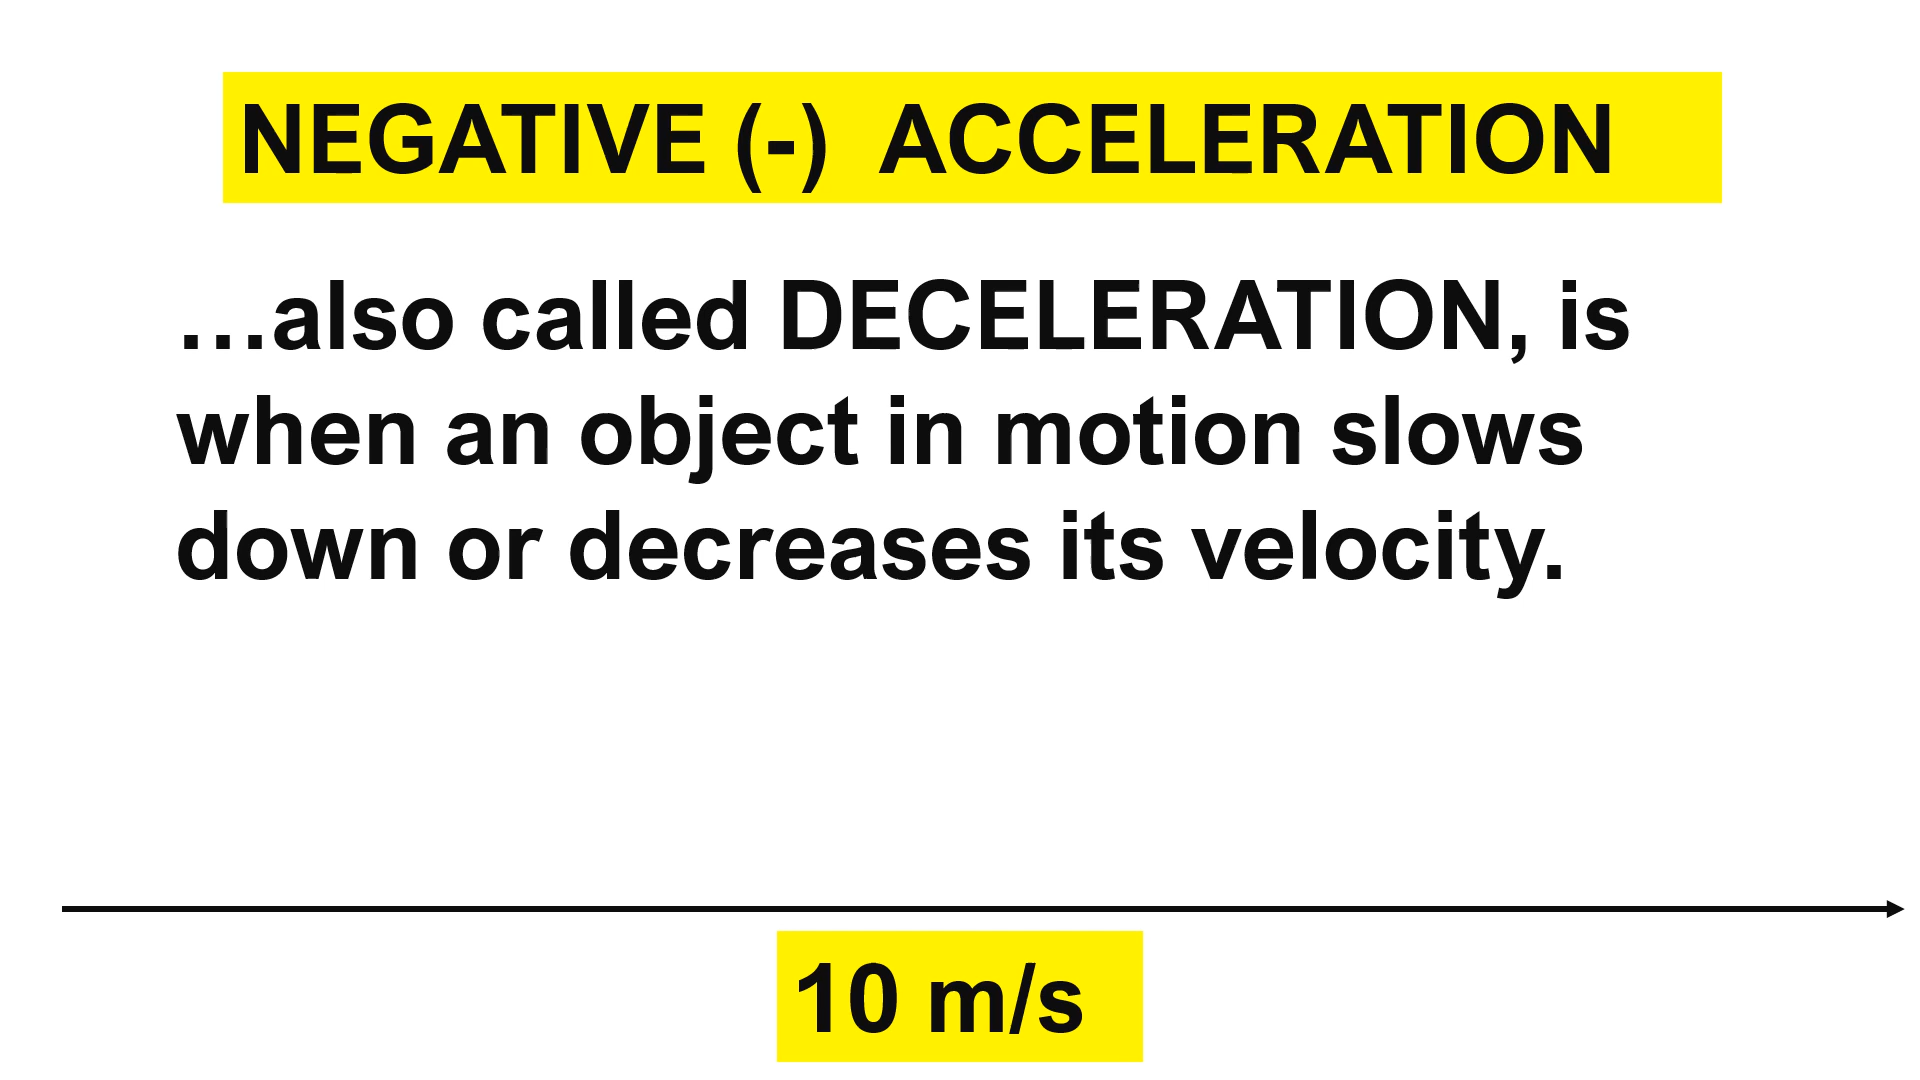 NEGATIVE (-)  ACCELERATION
…also called DECELERATION, is
when an object in motion slows
down or decreases its velocity.
10 m/s